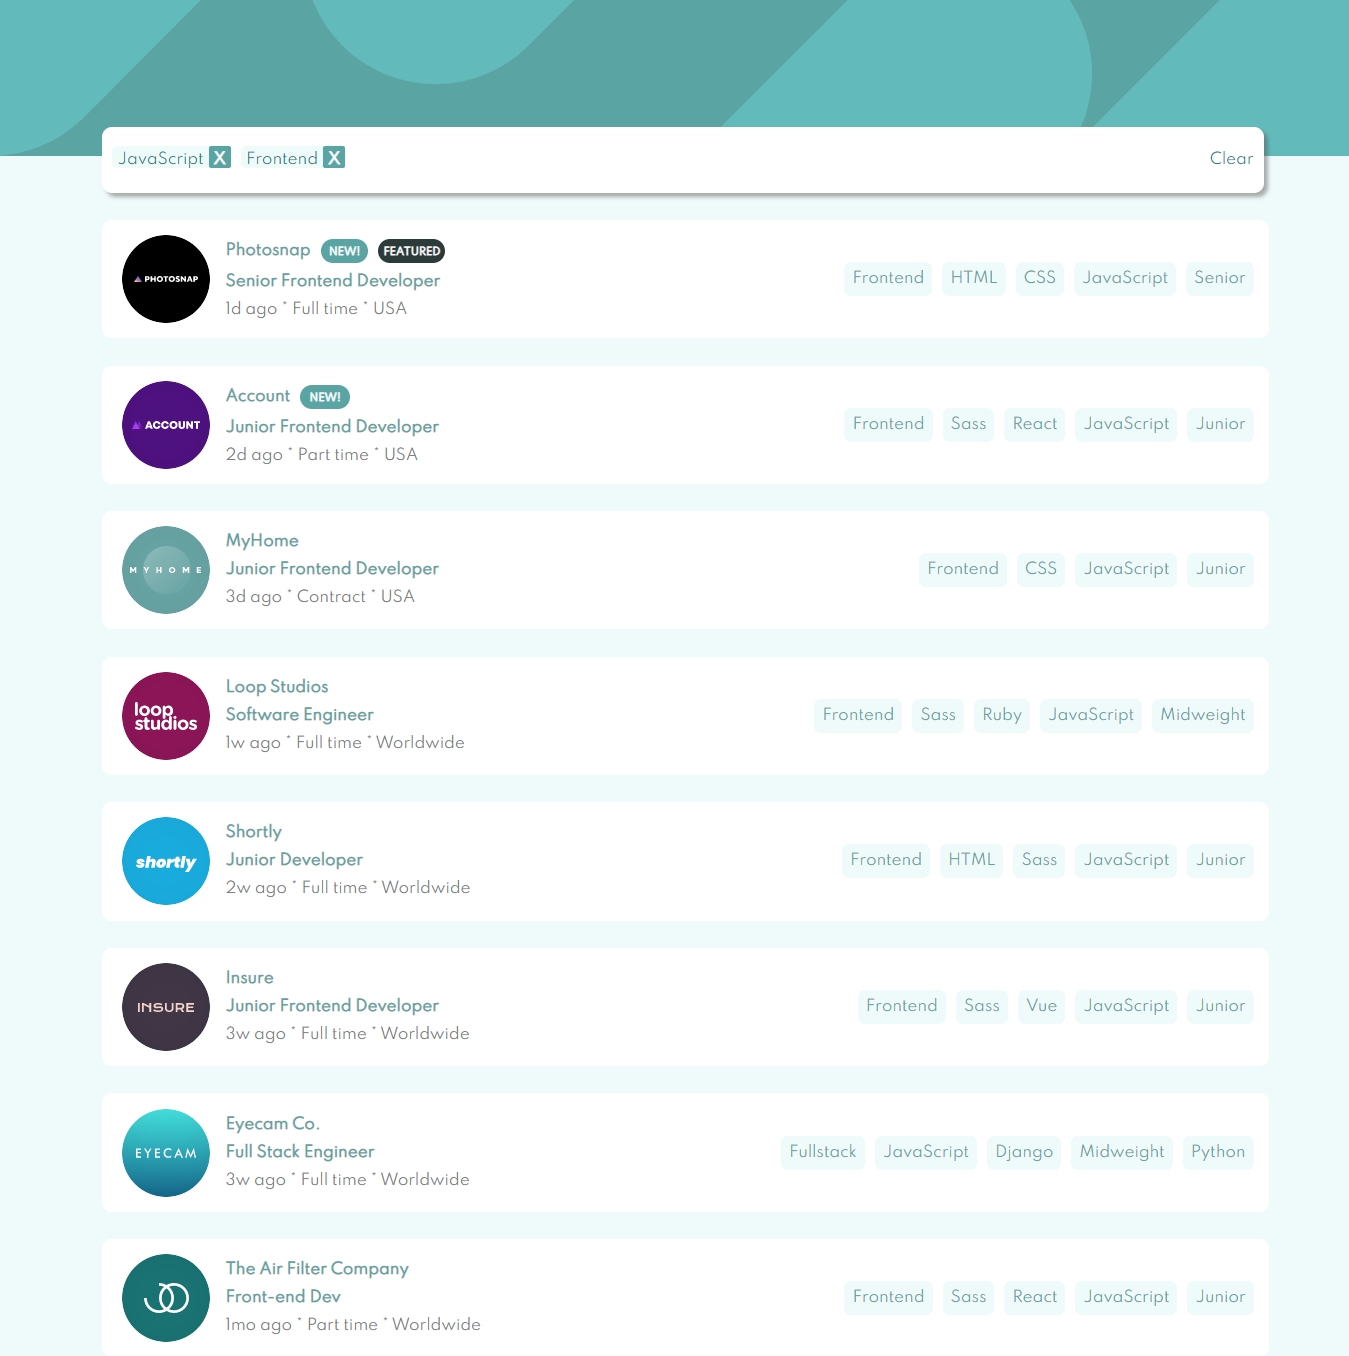 JavaScript X Frontend X Clear
PHOTOSNAP
Photosnap NEW! FEATURED
Senior Frontend Developer
1d ago * Full time * USA
Frontend HTML CSS JavaScript Senior
ACCOUNT
Account NEW!
Junior Frontend Developer
2d ago * Part time * USA
Frontend Sass React JavaScript Junior
MYHOME
MyHome
Junior Frontend Developer
3d ago * Contract * USA
Frontend CSS JavaScript Junior
loop
studios
Loop Studios
Software Engineer
1w ago * Full time * Worldwide
Frontend Sass Ruby JavaScript Midweight
shortly
Shortly
Junior Developer
2w ago * Full time * Worldwide
Frontend HTML Sass JavaScript Junior
INSURE
Insure
Junior Frontend Developer
3w ago * Full time * Worldwide
Frontend Sass Vue JavaScript Junior
EYECAM
Eyecam Co.
Full Stack Engineer
3w ago * Full time * Worldwide
Fullstack JavaScript Django Midweight Python
The Air Filter Company
Front-end Dev
1mo ago * Part time * Worldwide
Frontend Sass React JavaScript Junior